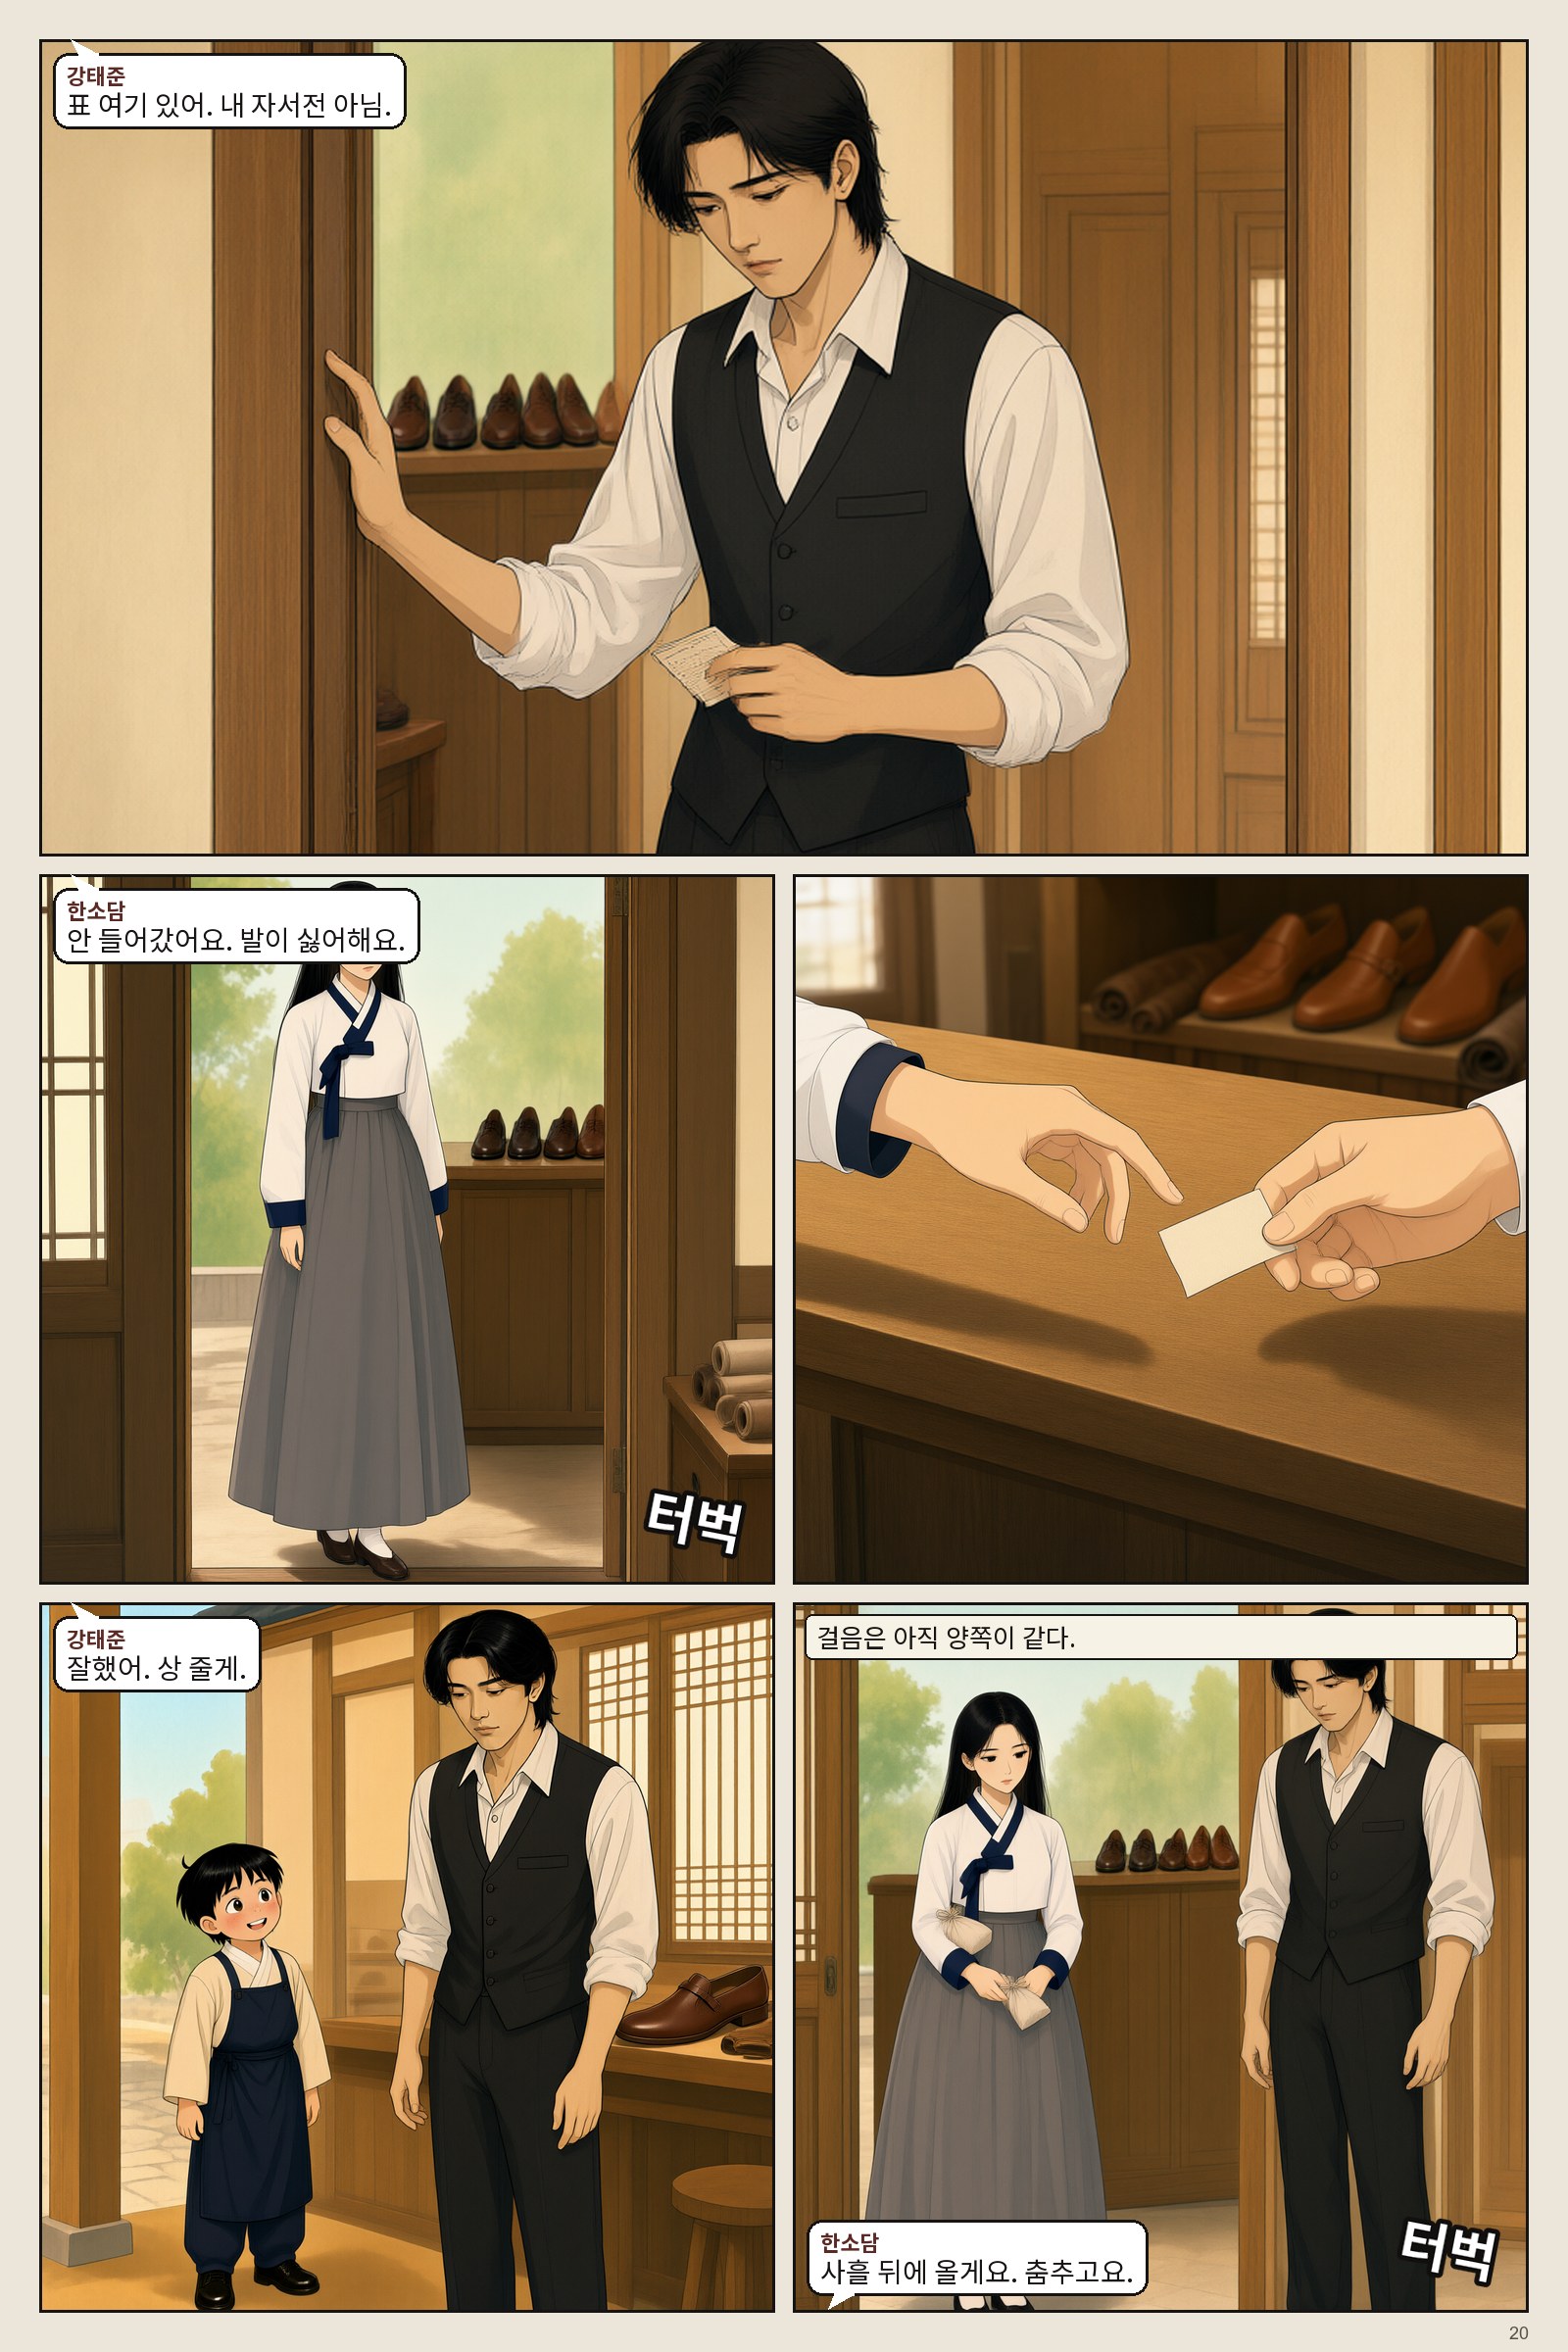 강태준
표 여기 있어. 내 자서전 아님.
한소담
안 들어갔어요. 발이 싫어해요.
터벅
강태준
잘했어. 상 줄게.
걸음은 아직 양쪽이 같다.
한소담
사흘 뒤에 올게요. 춤추고요.
터벅
20